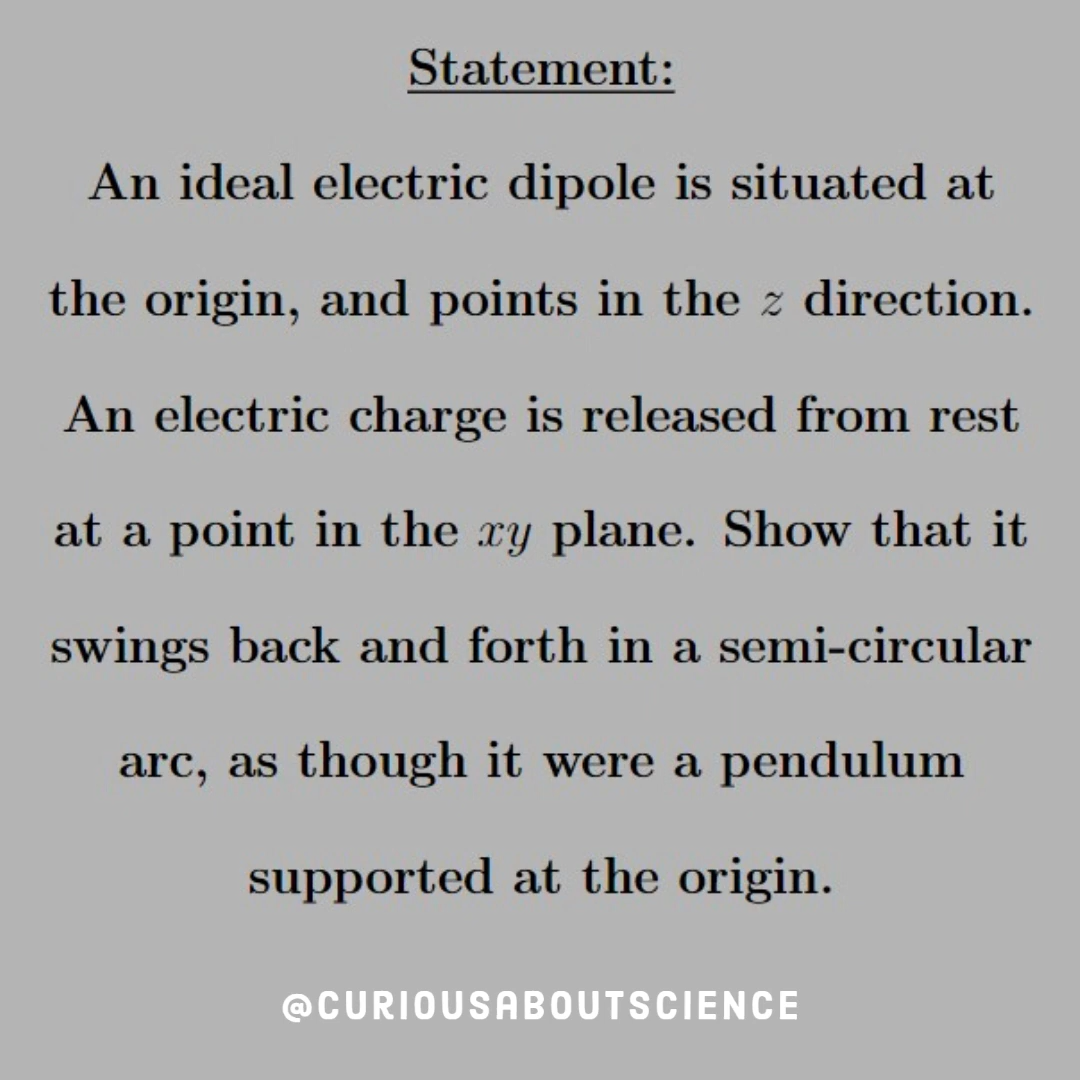 Statement:
An ideal electric dipole is situated at
the origin, and points in the z direction.
An electric charge is released from rest
at a point in the xy plane. Show that it
swings back and forth in a semi-circular
arc, as though it were a pendulum
supported at the origin.
@CURIOUSABOUTSCIENCE